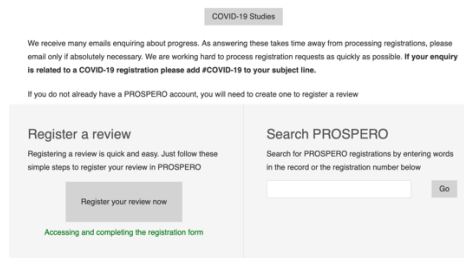 COVID-19 Studies
We receive many emails enquiring about progress. As answering these takes time away from processing registrations, please
email only if absolutely necessary. We are working hard to process registration requests as quickly as possible. If your enquiry
is related to a COVID-19 registration please add #COVID-19 to your subject line.
If you do not already have a PROSPERO account, you will need to create one to register a review
Register a review
Registering a review is quick and easy. Just follow these
simple steps to register your review in PROSPERO
Register your review now
Accessing and completing the registration form
Search PROSPERO
Search for PROSPERO registrations by entering words
in the record or the registration number below
Go